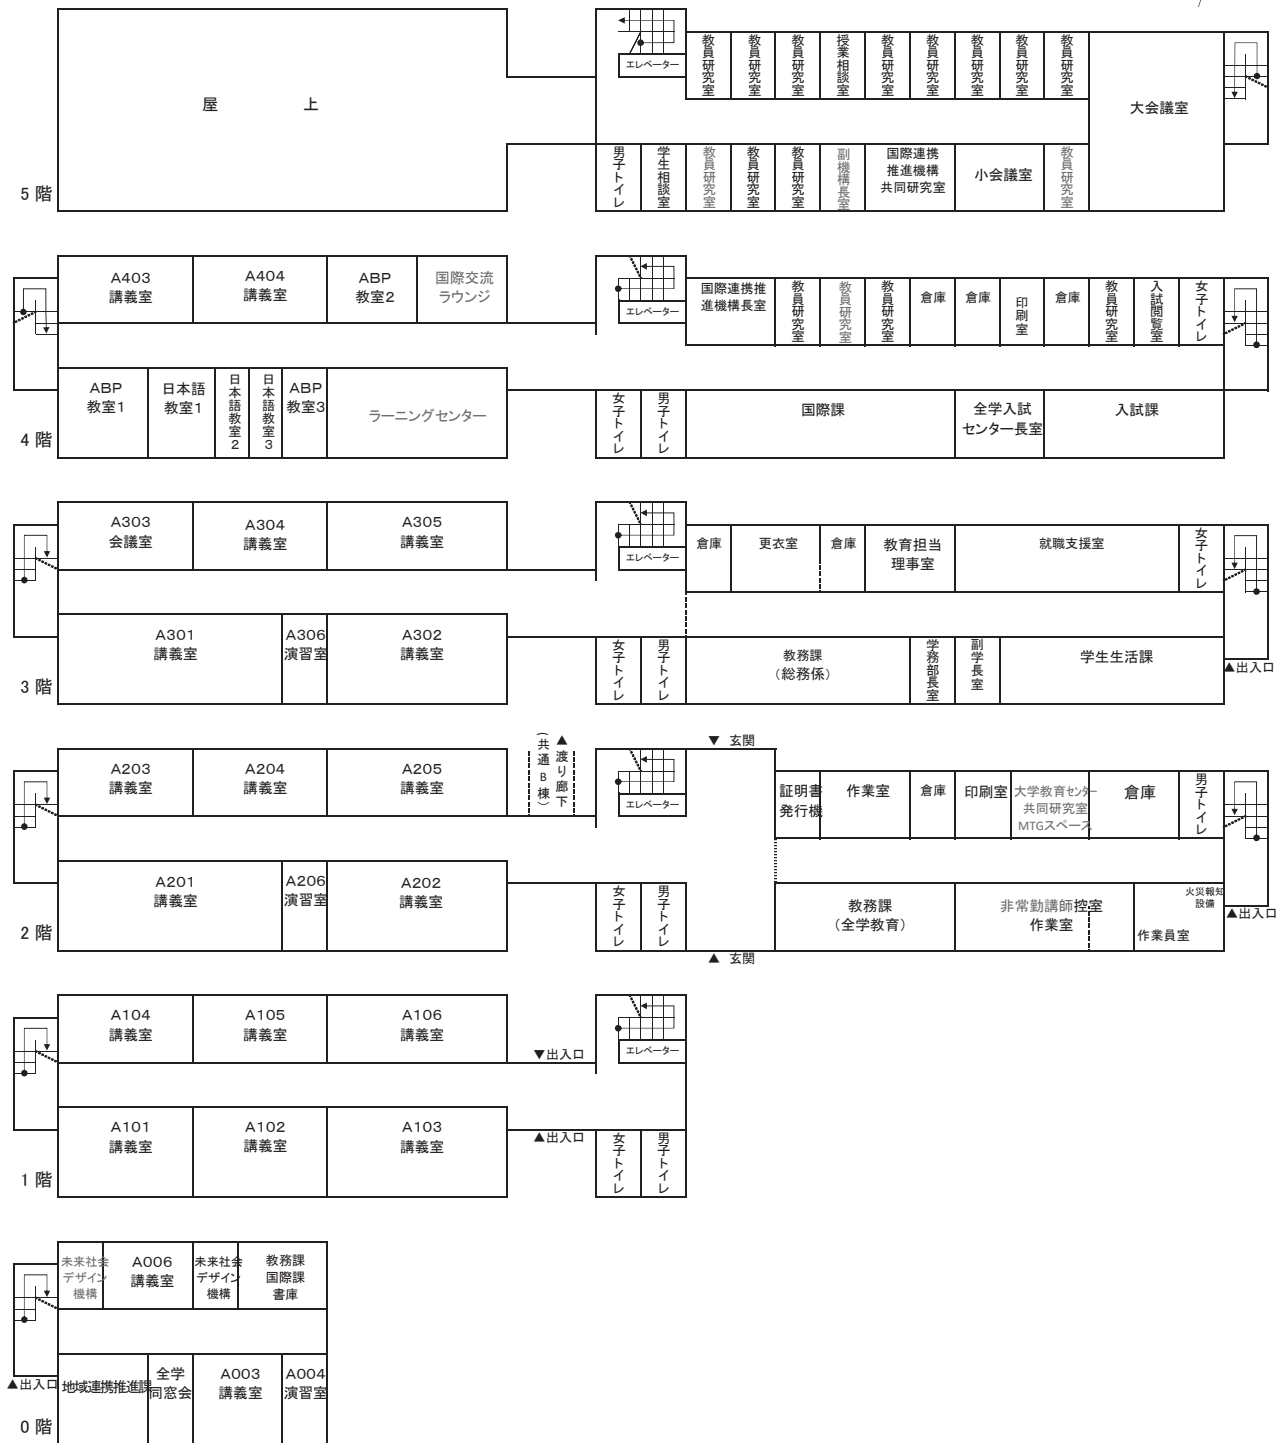 屋 上
5 階
エレベーター
教員研究室
教員研究室
教員研究室
授業相談室
教員研究室
教員研究室
教員研究室
教員研究室
教員研究室
大会議室
男子トイレ
学生相談室
教員研究室
教員研究室
教員研究室
副機構長室
国際連携
推進機構
共同研究室
小会議室
教員研究室
4 階
A403
講義室
A404
講義室
ABP
教室2
国際交流
ラウンジ
エレベーター
国際連携推
進機構長室
教員研究室
教員研究室
教員研究室
倉庫
倉庫
印刷室
倉庫
教員研究室
入試閲覧室
女子トイレ
ABP
教室1
日本語
教室1
日本語教室2
日本語教室3
ABP
教室3
ラーニングセンター
女子トイレ
男子トイレ
国際課
全学入試
センター長室
入試課
3 階
A303
会議室
A304
講義室
A305
講義室
エレベーター
倉庫
更衣室
倉庫
教育担当
理事室
就職支援室
女子トイレ
A301
講義室
A306
演習室
A302
講義室
女子トイレ
男子トイレ
教務課
（総務係）
学務部長室
副学長室
学生生活課
▲出入口
2 階
A203
講義室
A204
講義室
A205
講義室
▲渡り廊下
（共通B棟）
エレベーター
▼ 玄関
証明書
発行機
作業室
倉庫
印刷室
大学教育センター
共同研究室
MTGスペース
倉庫
男子トイレ
A201
講義室
A206
演習室
A202
講義室
女子トイレ
男子トイレ
教務課
（全学教育）
非常勤講師控室
作業室
火災報知
設備
作業員室
▲出入口
▲ 玄関
1 階
A104
講義室
A105
講義室
A106
講義室
▼出入口
エレベーター
A101
講義室
A102
講義室
A103
講義室
▲出入口
女子トイレ
男子トイレ
0 階
未来社会
デザイン
機構
A006
講義室
未来社会
デザイン
機構
教務課
国際課
書庫
▲出入口
地域連携推進課
全学
同窓会
A003
講義室
A004
演習室